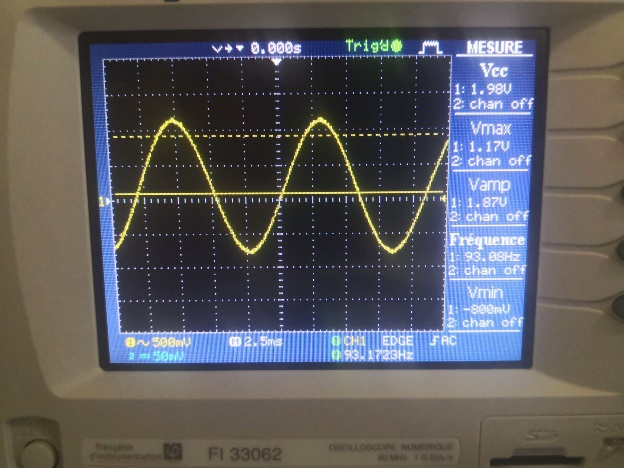 0.000s Trig'd MESURE
Vcc
1: 1.98V
2: chan off
Vmax
1: 1.17V
2: chan off
Vamp
1: 1.87V
2: chan off
Fréquence
1: 93.08Hz
2: chan off
Vmin
1: -800mV
2: chan off
1
1 500mV M 2.5ms CH1 EDGE AC
2 50mV 93.1723Hz
française
d'instrumentation FI 33062 OSCILLOSCOPE NUMERIQUE